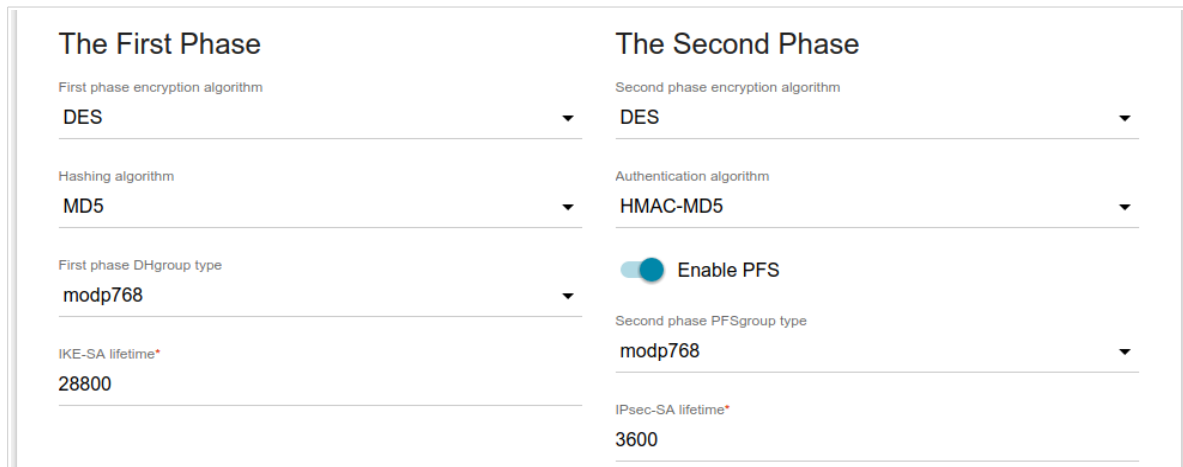 The First Phase
First phase encryption algorithm
DES
Hashing algorithm
MD5
First phase DHgroup type
modp768
IKE-SA lifetime*
28800
The Second Phase
Second phase encryption algorithm
DES
Authentication algorithm
HMAC-MD5
Enable PFS
Second phase PFSgroup type
modp768
IPsec-SA lifetime*
3600